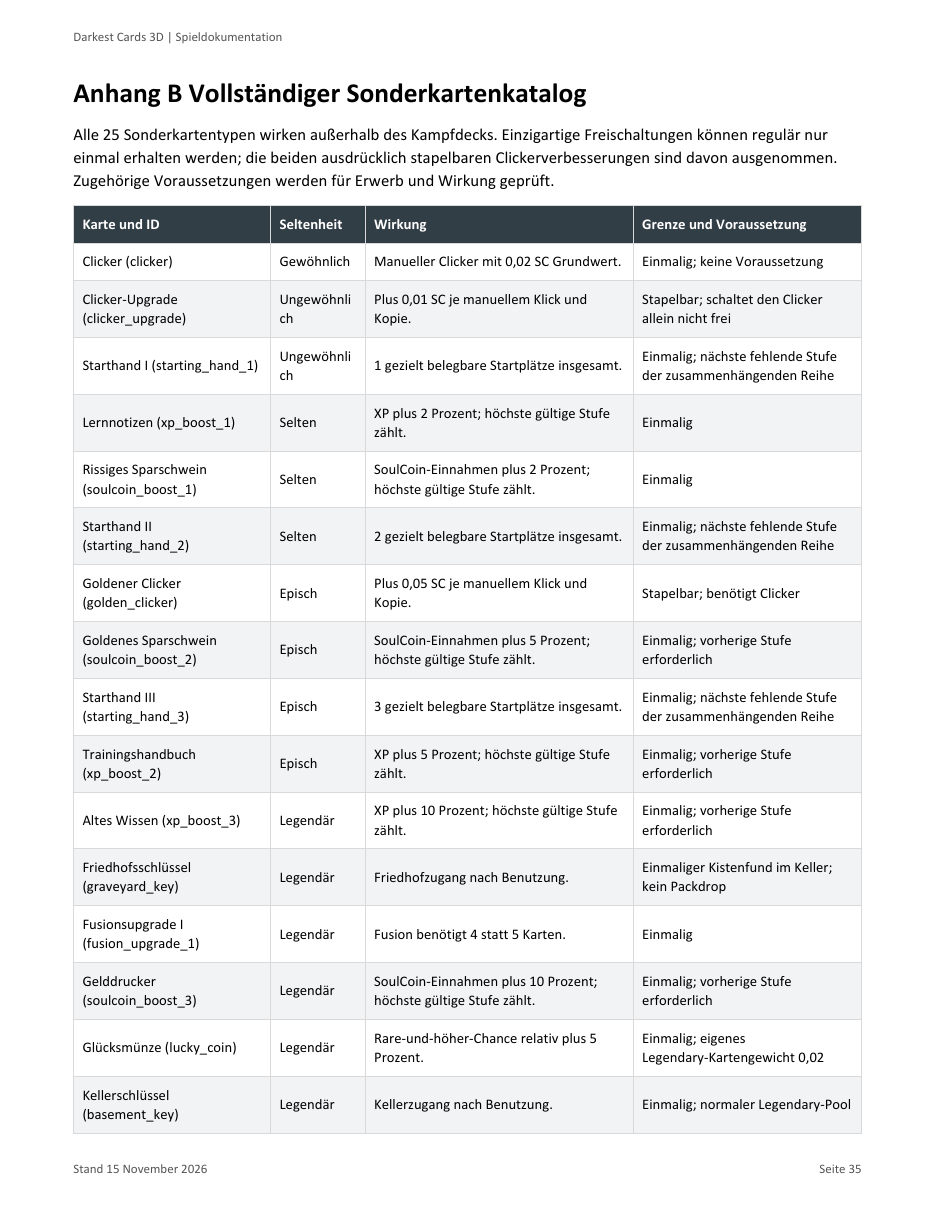 Darkest Cards 3D | Spieldokumentation
Anhang B Vollständiger Sonderkartenkatalog
Alle 25 Sonderkartentypen wirken außerhalb des Kampfdecks. Einzigartige Freischaltungen können regulär nur
einmal erhalten werden; die beiden ausdrücklich stapelbaren Clickerverbesserungen sind davon ausgenommen.
Zugehörige Voraussetzungen werden für Erwerb und Wirkung geprüft.
Karte und ID
Seltenheit
Wirkung
Grenze und Voraussetzung
Clicker (clicker)
Gewöhnlich
Manueller Clicker mit 0,02 SC Grundwert.
Einmalig; keine Voraussetzung
Clicker-Upgrade
(clicker_upgrade)
Ungewöhnli
ch
Plus 0,01 SC je manuellem Klick und
Kopie.
Stapelbar; schaltet den Clicker
allein nicht frei
Starthand I (starting_hand_1)
Ungewöhnli
ch
1 gezielt belegbare Startplätze insgesamt.
Einmalig; nächste fehlende Stufe
der zusammenhängenden Reihe
Lernnotizen (xp_boost_1)
Selten
XP plus 2 Prozent; höchste gültige Stufe
zählt.
Einmalig
Rissiges Sparschwein
(soulcoin_boost_1)
Selten
SoulCoin-Einnahmen plus 2 Prozent;
höchste gültige Stufe zählt.
Einmalig
Starthand II
(starting_hand_2)
Selten
2 gezielt belegbare Startplätze insgesamt.
Einmalig; nächste fehlende Stufe
der zusammenhängenden Reihe
Goldener Clicker
(golden_clicker)
Episch
Plus 0,05 SC je manuellem Klick und
Kopie.
Stapelbar; benötigt Clicker
Goldenes Sparschwein
(soulcoin_boost_2)
Episch
SoulCoin-Einnahmen plus 5 Prozent;
höchste gültige Stufe zählt.
Einmalig; vorherige Stufe
erforderlich
Starthand III
(starting_hand_3)
Episch
3 gezielt belegbare Startplätze insgesamt.
Einmalig; nächste fehlende Stufe
der zusammenhängenden Reihe
Trainingshandbuch
(xp_boost_2)
Episch
XP plus 5 Prozent; höchste gültige Stufe
zählt.
Einmalig; vorherige Stufe
erforderlich
Altes Wissen (xp_boost_3)
Legendär
XP plus 10 Prozent; höchste gültige Stufe
zählt.
Einmalig; vorherige Stufe
erforderlich
Friedhofsschlüssel
(graveyard_key)
Legendär
Friedhofzugang nach Benutzung.
Einmaliger Kistenfund im Keller;
kein Packdrop
Fusionsupgrade I
(fusion_upgrade_1)
Legendär
Fusion benötigt 4 statt 5 Karten.
Einmalig
Gelddrucker
(soulcoin_boost_3)
Legendär
SoulCoin-Einnahmen plus 10 Prozent;
höchste gültige Stufe zählt.
Einmalig; vorherige Stufe
erforderlich
Glücksmünze (lucky_coin)
Legendär
Rare-und-höher-Chance relativ plus 5
Prozent.
Einmalig; eigenes
Legendary-Kartengewicht 0,02
Kellerschlüssel
(basement_key)
Legendär
Kellerzugang nach Benutzung.
Einmalig; normaler Legendary-Pool
Stand 15 November 2026
Seite 35